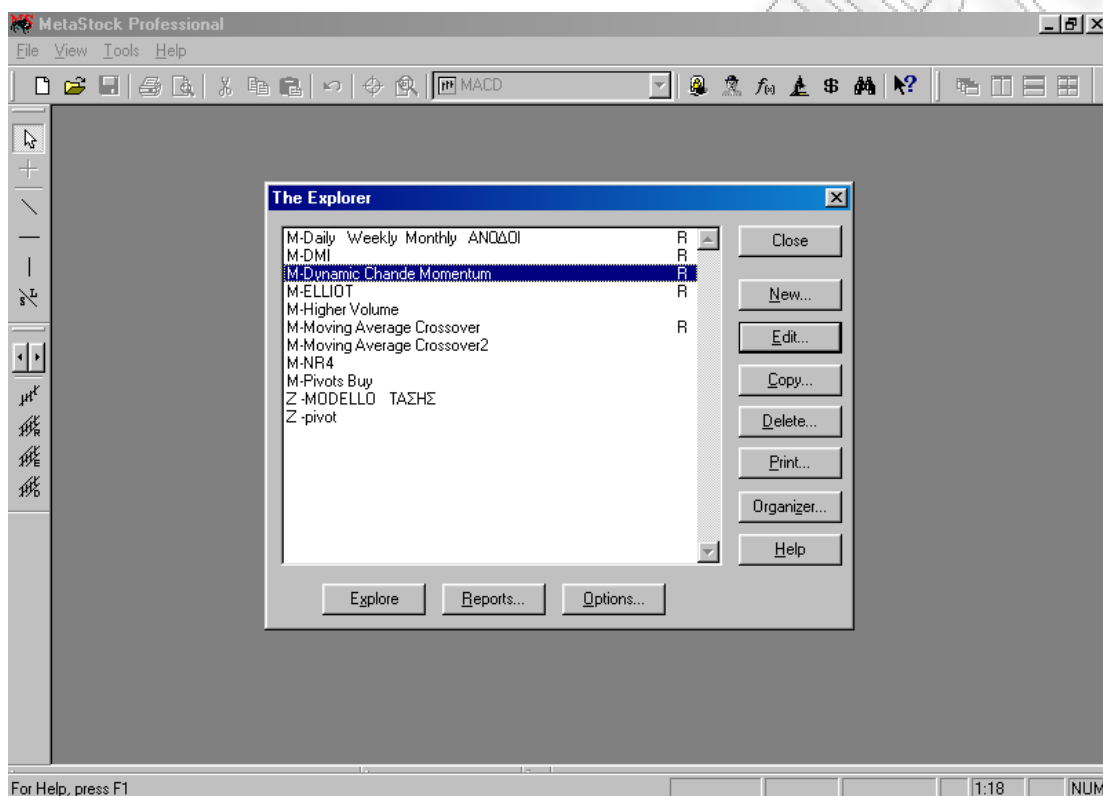 MetaStock Professional
File View Tools Help
MACD
f(x) $ ?
The Explorer
M-Daily Weekly Monthly ΑΝΟΔΟΙ R
M-DMI R
M-Dynamic Chande Momentum R
M-ELLIOT R
M-Higher Volume
M-Moving Average Crossover R
M-Moving Average Crossover2
M-NR4
M-Pivots Buy
Z -MODELLO ΤΑΣΗΣ
Z -pivot
Close
New...
Edit...
Copy...
Delete...
Print...
Organizer...
Help
Explore Reports... Options...
For Help, press F1 1:18 NUM